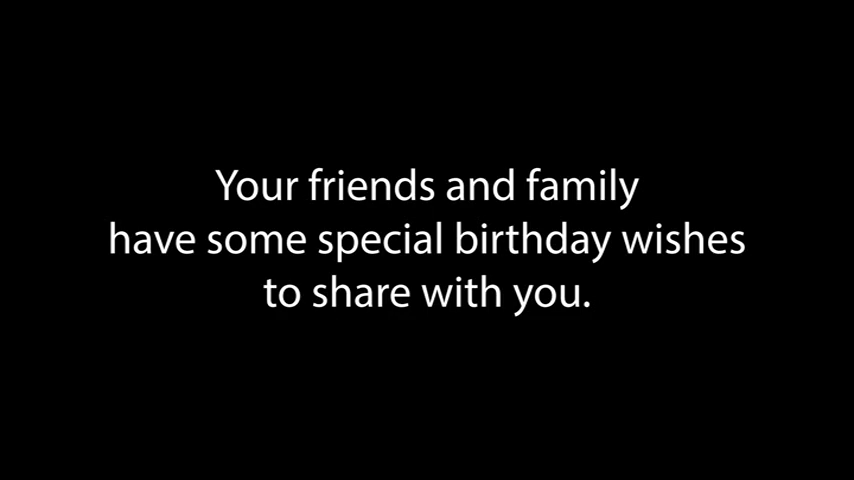 Your friends and family
have some special birthday wishes
to share with you.